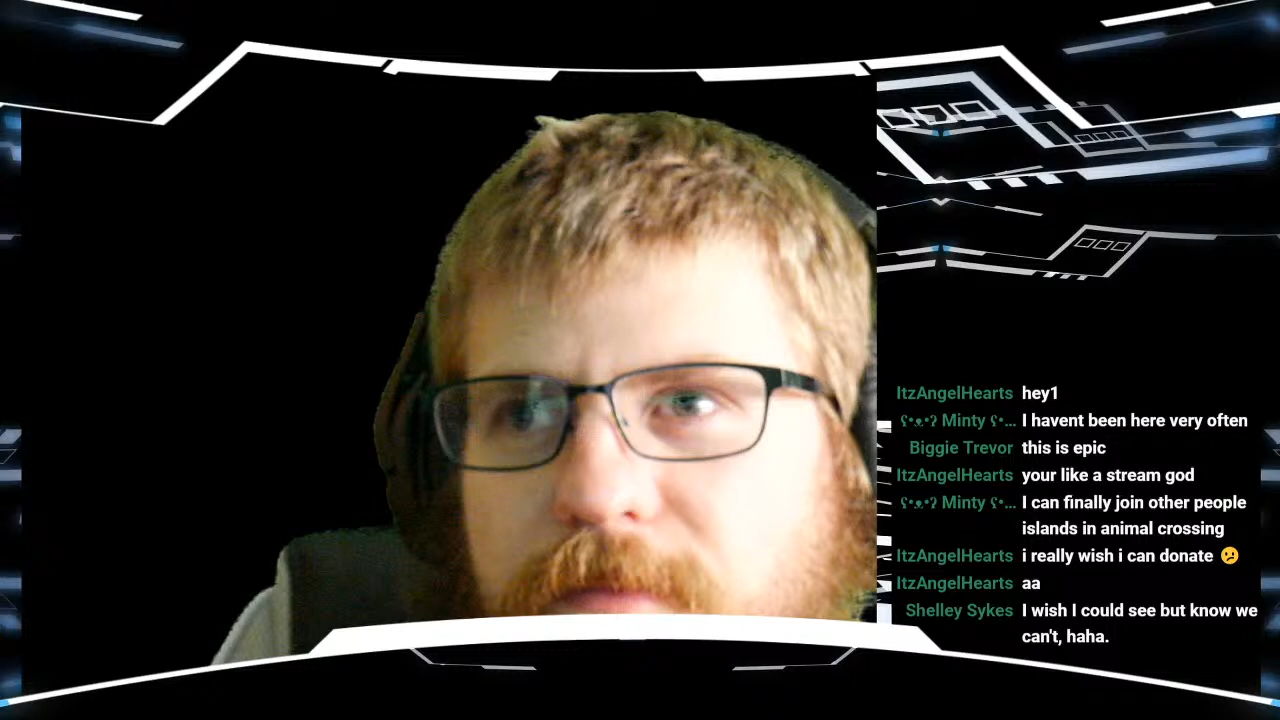 ItzAngelHearts hey1
ʕ•ᴥ•ʔ Minty ʕ•... I havent been here very often
Biggie Trevor this is epic
ItzAngelHearts your like a stream god
ʕ•ᴥ•ʔ Minty ʕ•... I can finally join other people
islands in animal crossing
ItzAngelHearts i really wish i can donate 😕
ItzAngelHearts aa
Shelley Sykes I wish I could see but know we
can't, haha.